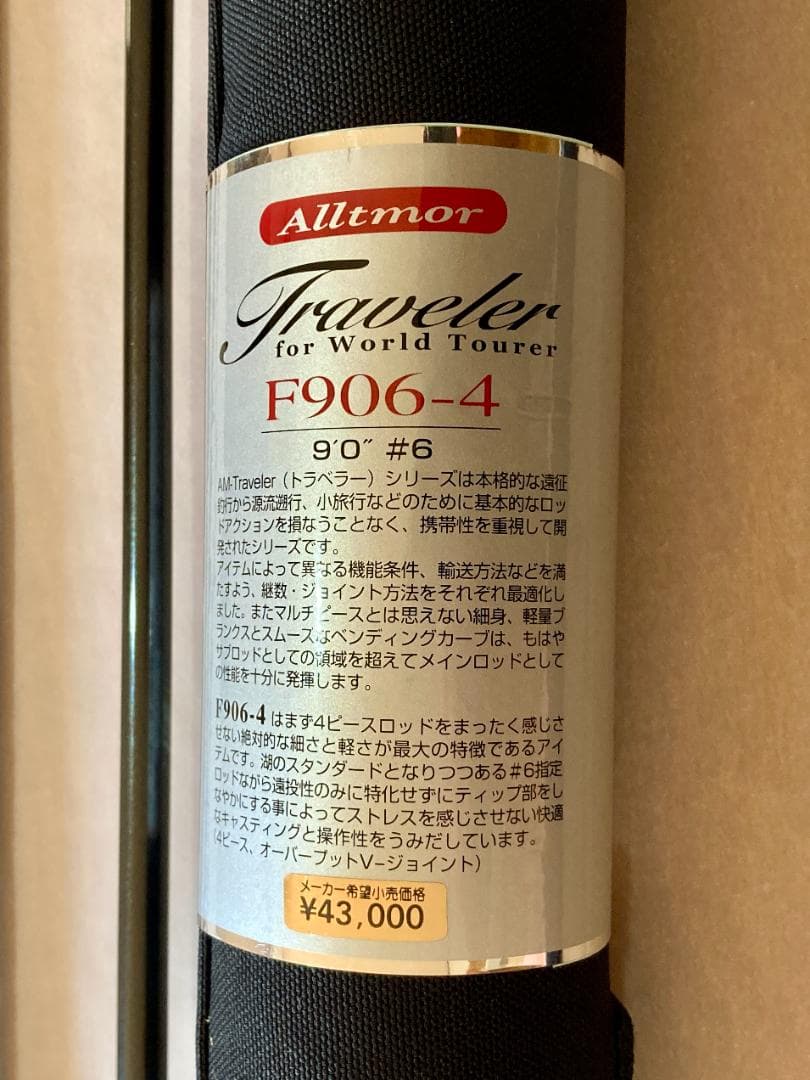 Alltmor
Traveler
for World Tourer
F906-4
9'0" #6
AM-Traveler（トラベラー）シリーズは本格的な遠征
釣行から源流遡行、小旅行などのために基本的なロッ
ドアクションを損なうことなく、携帯性を重視して開
発されたシリーズです。
アイテムによって異なる機能条件、輸送方法などを満
たすよう、継数・ジョイント方法をそれぞれ最適化し
ました。またマルチピースとは思えない細身、軽量ブ
ランクスとスムースなベンディングカーブは、もはや
サブロッドとしての領域を超えてメインロッドとして
の性能を十分に発揮します。
F906-4 はまず4ピースロッドをまったく感じさ
せない絶対的な細さと軽さが最大の特徴であるアイ
テムです。湖のスタンダードとなりつつある#6指定
ロッドながら遠投性のみに特化せずにティップ部をし
なやかにする事によってストレスを感じさせない快適
なキャスティングと操作性をうみだしています。
（4ピース、オーバープットV-ジョイント）
メーカー希望小売価格
¥43,000